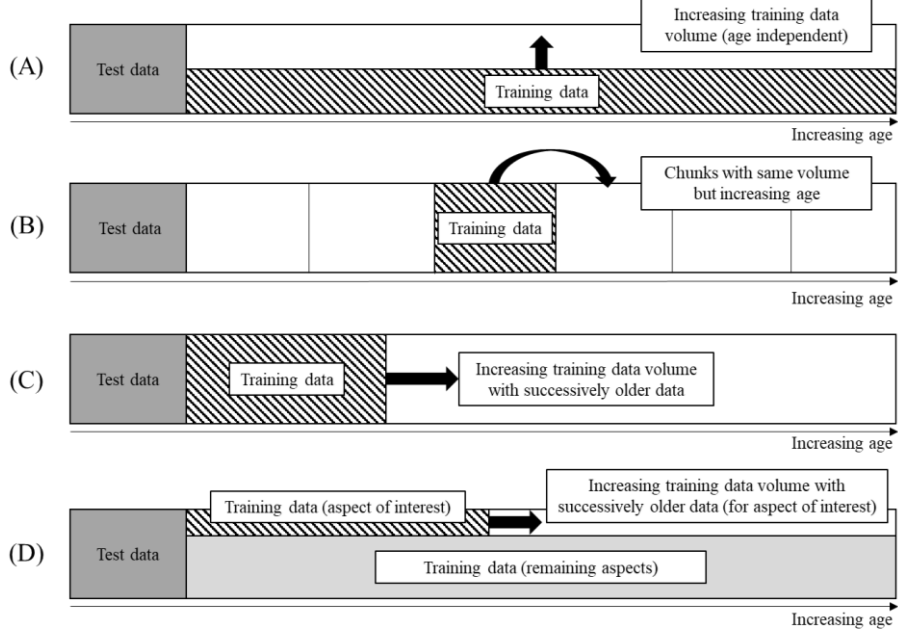 Increasing training data
volume (age independent)
(A)
Test data
Training data
Increasing age
Chunks with same volume
but increasing age
(B)
Test data
Training data
Increasing age
(C)
Test data
Training data
Increasing training data volume
with successively older data
Increasing age
Training data (aspect of interest)
Increasing training data volume with
successively older data (for aspect of interest)
(D)
Test data
Training data (remaining aspects)
Increasing age